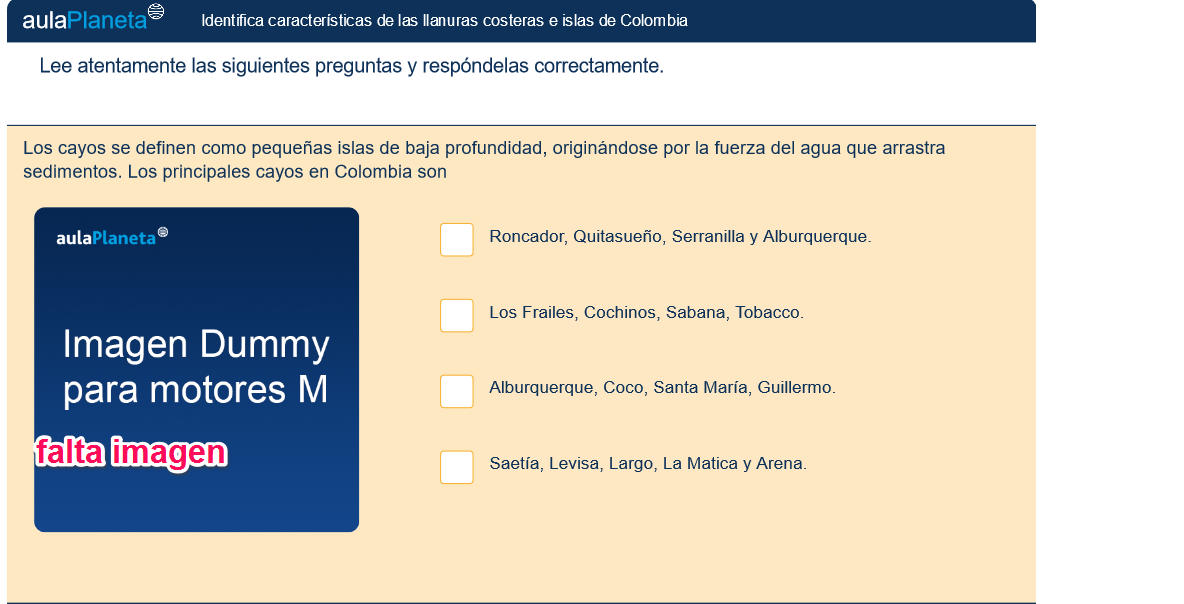 aulaPlaneta
Identifica características de las llanuras costeras e islas de Colombia
Lee atentamente las siguientes preguntas y respóndelas correctamente.
Los cayos se definen como pequeñas islas de baja profundidad, originándose por la fuerza del agua que arrastra
sedimentos. Los principales cayos en Colombia son
aulaPlaneta
Imagen Dummy
para motores M
falta imagen
Roncador, Quitasueño, Serranilla y Alburquerque.
Los Frailes, Cochinos, Sabana, Tobacco.
Alburquerque, Coco, Santa María, Guillermo.
Saetía, Levisa, Largo, La Matica y Arena.